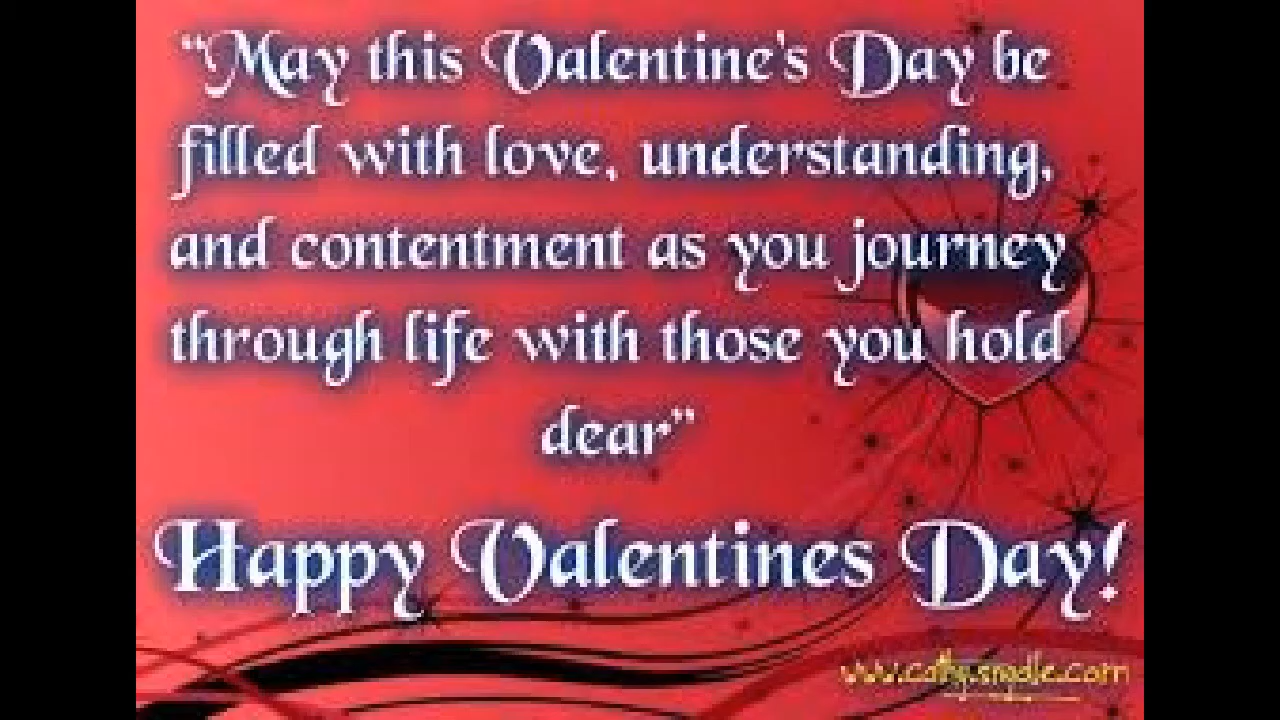 “May this Valentine's Day be
filled with love, understanding,
and contentment as you journey
through life with those you hold
dear”
Happy Valentines Day!